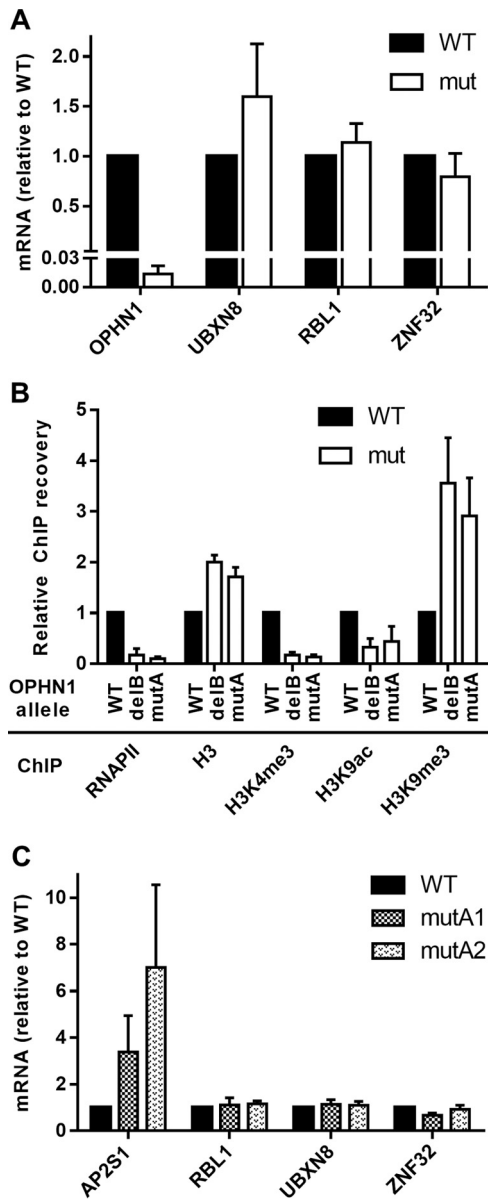 A
mRNA (relative to WT)
2.0
1.5
1.0
0.5
0.03
0.00
WT
mut
OPHN1
UBXN8
RBL1
ZNF32
B
Relative ChIP recovery
5
4
3
2
1
0
WT
mut
OPHN1 allele
WT delB mutA WT delB mutA WT delB mutA WT delB mutA WT delB mutA
ChIP
RNAPII
H3
H3K4me3
H3K9ac
H3K9me3
C
mRNA (relative to WT)
10
8
6
4
2
0
WT
mutA1
mutA2
AP2S1
RBL1
UBXN8
ZNF32